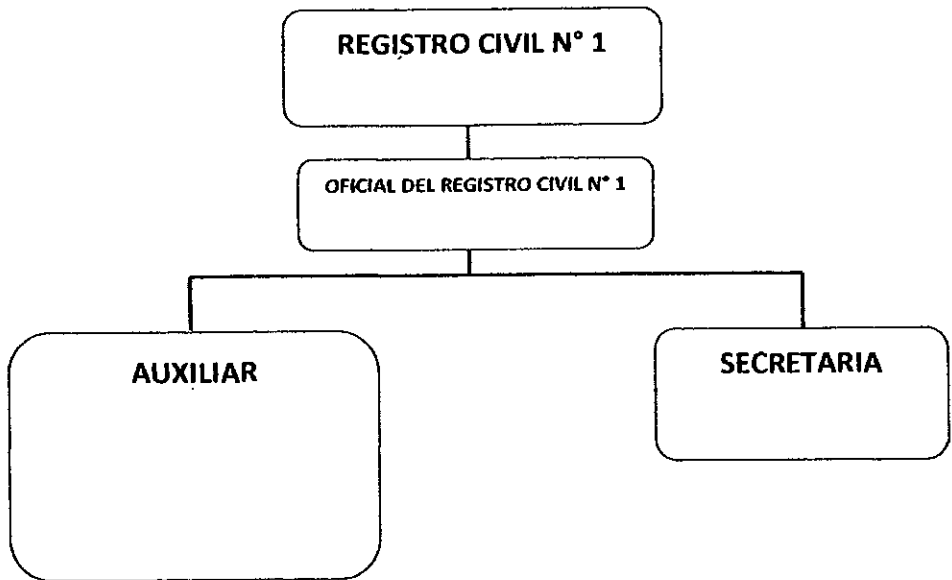 REGISTRO CIVIL N° 1
OFICIAL DEL REGISTRO CIVIL N° 1
AUXILIAR
SECRETARIA